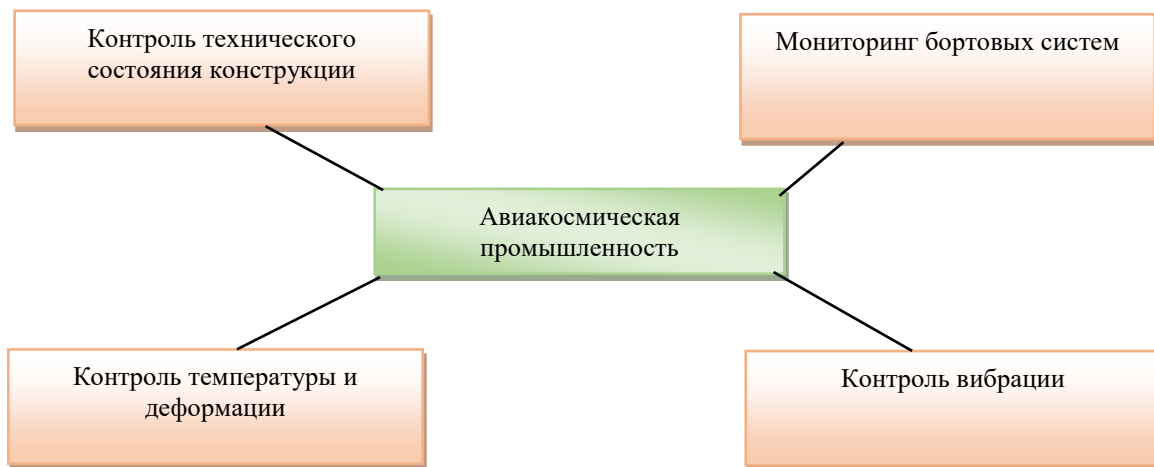 Контроль технического
состояния конструкции
Мониторинг бортовых систем
Авиакосмическая
промышленность
Контроль температуры и
деформации
Контроль вибрации